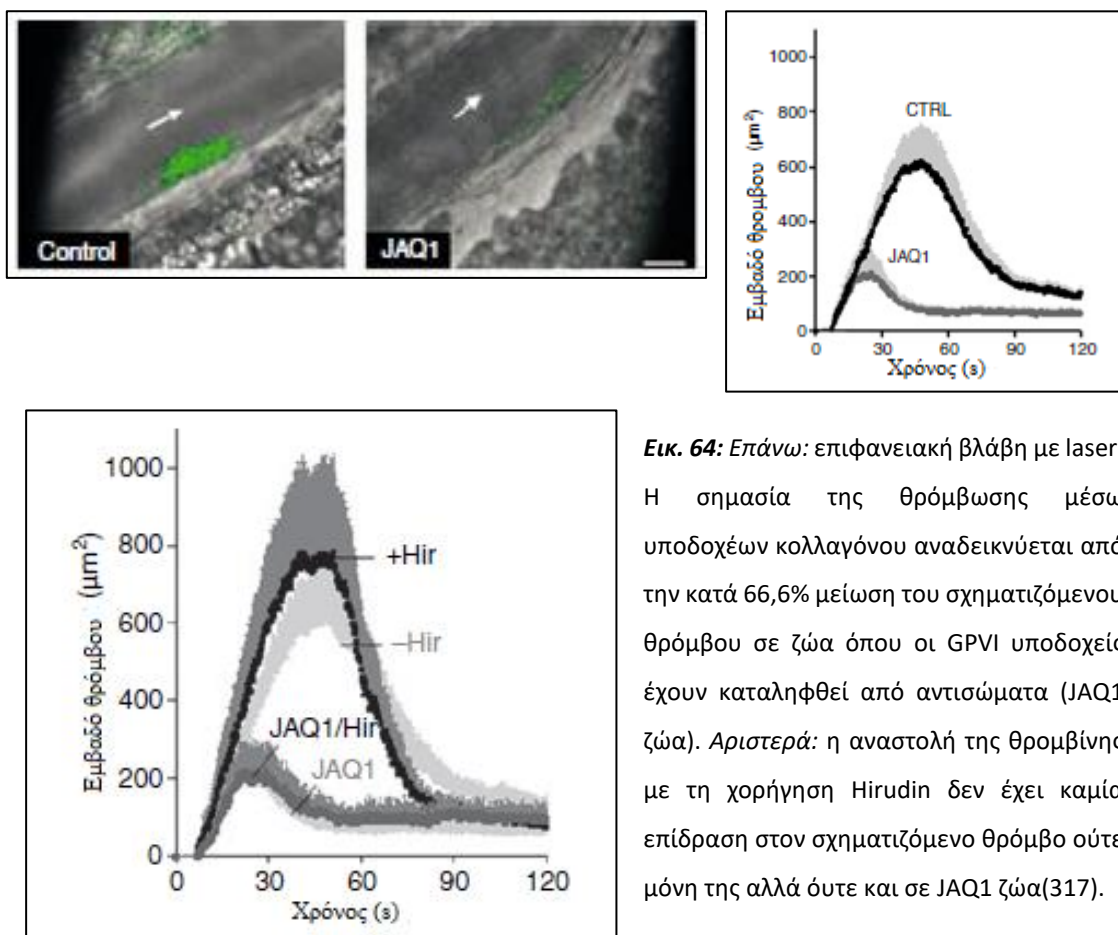 Control
JAQ1
Εμβαδό θρόμβου (μm²)
1000
800
600
400
200
0
CTRL
JAQ1
0 30 60 90 120
Χρόνος (s)
Εμβαδό θρόμβου (μm²)
1000
800
600
400
200
0
+Hir
–Hir
JAQ1/Hir
JAQ1
0 30 60 90 120
Χρόνος (s)
Εικ. 64: Επάνω: επιφανειακή βλάβη με laser
Η σημασία της θρόμβωσης μέσω
υποδοχέων κολλαγόνου αναδεικνύεται από
την κατά 66,6% μείωση του σχηματιζόμενου
θρόμβου σε ζώα όπου οι GPVI υποδοχείς
έχουν καταληφθεί από αντισώματα (JAQ1
ζώα). Αριστερά: η αναστολή της θρομβίνης
με τη χορήγηση Hirudin δεν έχει καμία
επίδραση στον σχηματιζόμενο θρόμβο ούτε
μόνη της αλλά όυτε και σε JAQ1 ζώα(317).